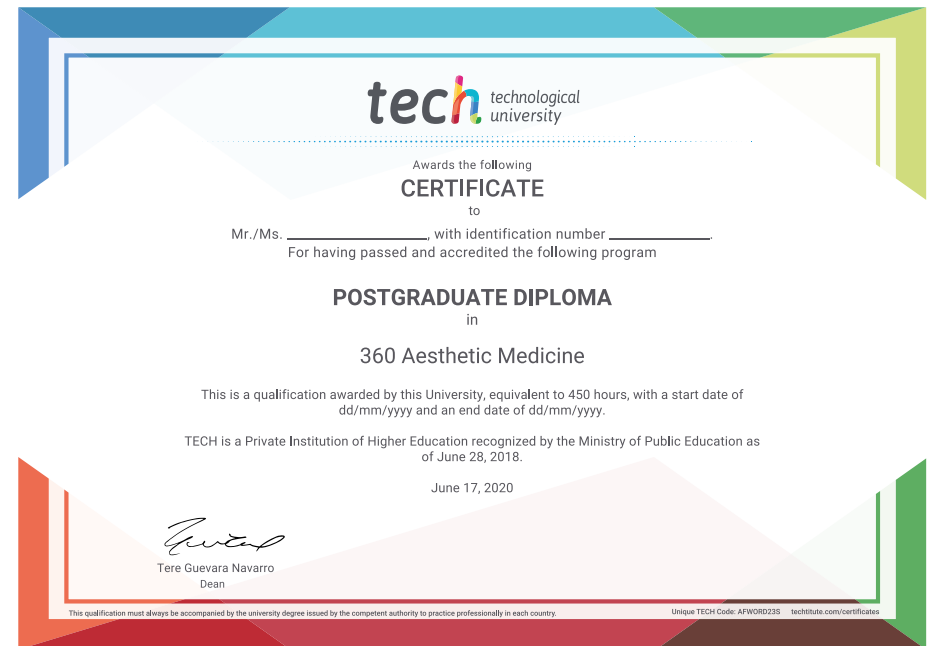 tech technological
university
Awards the following
CERTIFICATE
to
Mr./Ms. ____________________, with identification number ______________.
For having passed and accredited the following program
POSTGRADUATE DIPLOMA
in
360 Aesthetic Medicine
This is a qualification awarded by this University, equivalent to 450 hours, with a start date of
dd/mm/yyyy and an end date of dd/mm/yyyy.
TECH is a Private Institution of Higher Education recognized by the Ministry of Public Education as
of June 28, 2018.
June 17, 2020
Tere Guevara Navarro
Dean
This qualification must always be accompanied by the university degree issued by the competent authority to practice professionally in each country.
Unique TECH Code: AFWORD23S techtitute.com/certificates